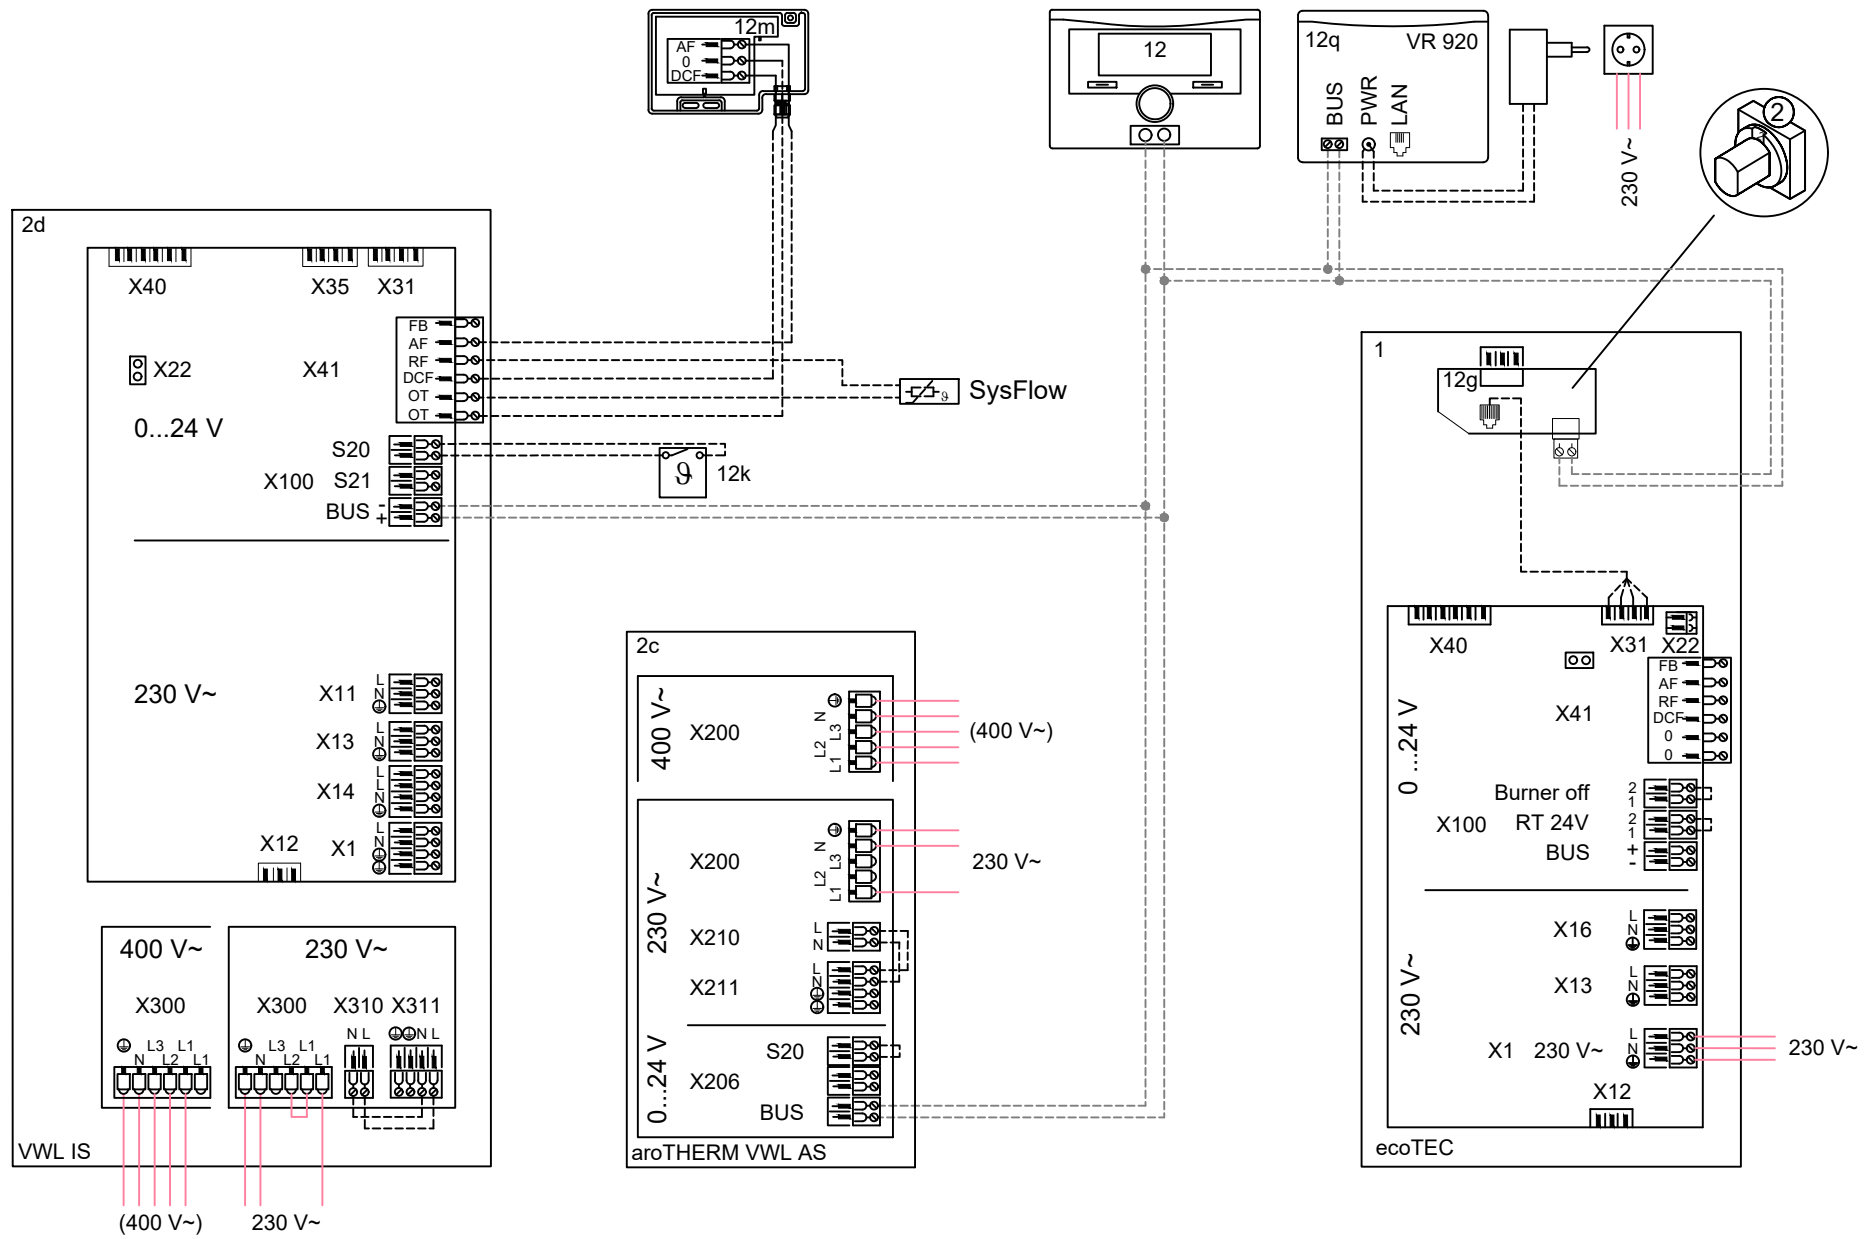 12m
AF
0
DCF
12
12q
VR 920
BUS
PWR
LAN
230 V~
2
2d
X40
X35
X31
X22
X41
FB
AF
RF
DCF
OT
OT
0...24 V
SysFlow
S20
X100
S21
BUS
-
+
12k
ϑ
ϑ
230 V~
X11
L
N
X13
L
N
X14
L
L
N
X12
X1
L
N
400 V~
X300
L3 L1
N L2 L1
(400 V~)
230 V~
X300
X310
X311
L3 L1
N L2 L1
N L
N L
230 V~
VWL IS
2c
400 V~
X200
N
L3
L2
L1
(400 V~)
230 V~
X200
N
L3
L2
L1
230 V~
X210
L
N
X211
L
N
0...24 V
S20
X206
BUS
aroTHERM VWL AS
1
12g
X40
X31
X22
0 ...24 V
X41
FB
AF
RF
DCF
0
0
Burner off
2
1
X100
RT 24V
2
1
BUS
+
-
230 V~
X16
L
N
X13
L
N
X1
230 V~
L
N
230 V~
X12
ecoTEC